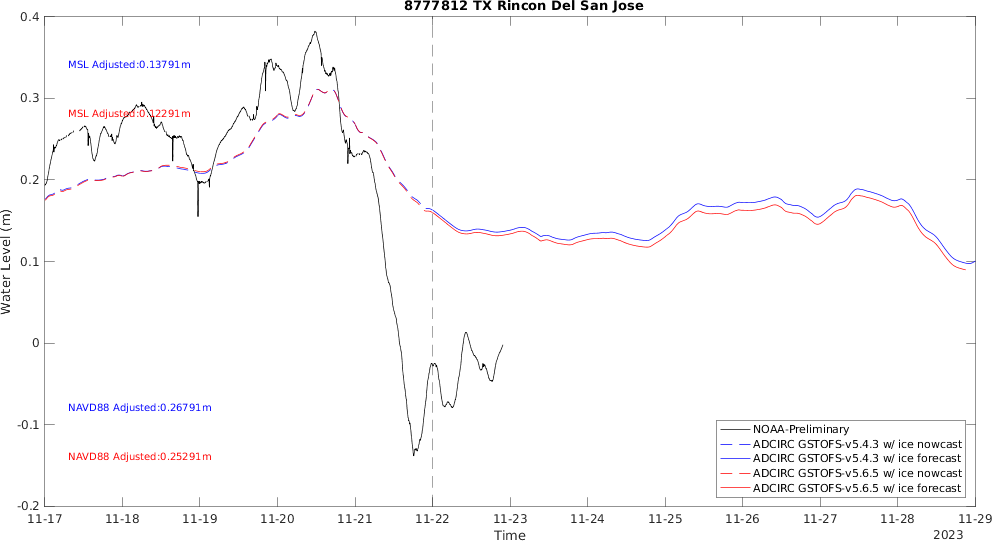 8777812 TX Rincon Del San Jose
0.4
0.3
0.2
0.1
0
-0.1
-0.2
Water Level (m)
MSL Adjusted:0.13791m
MSL Adjusted:0.12291m
NAVD88 Adjusted:0.26791m
NAVD88 Adjusted:0.25291m
NOAA-Preliminary
ADCIRC GSTOFS-v5.4.3 w/ ice nowcast
ADCIRC GSTOFS-v5.4.3 w/ ice forecast
ADCIRC GSTOFS-v5.6.5 w/ ice nowcast
ADCIRC GSTOFS-v5.6.5 w/ ice forecast
11-17 11-18 11-19 11-20 11-21 11-22 11-23 11-24 11-25 11-26 11-27 11-28 11-29
Time
2023